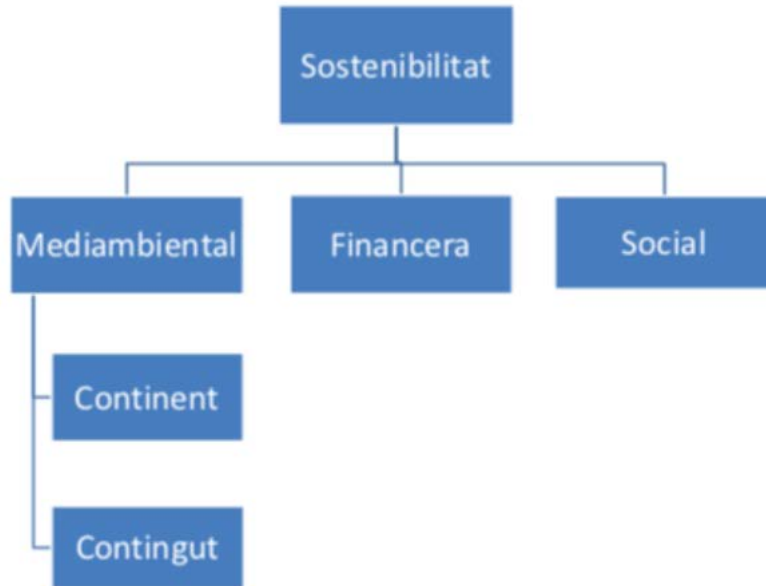 Sostenibilitat
Mediambiental
Financera
Social
Continent
Contingut